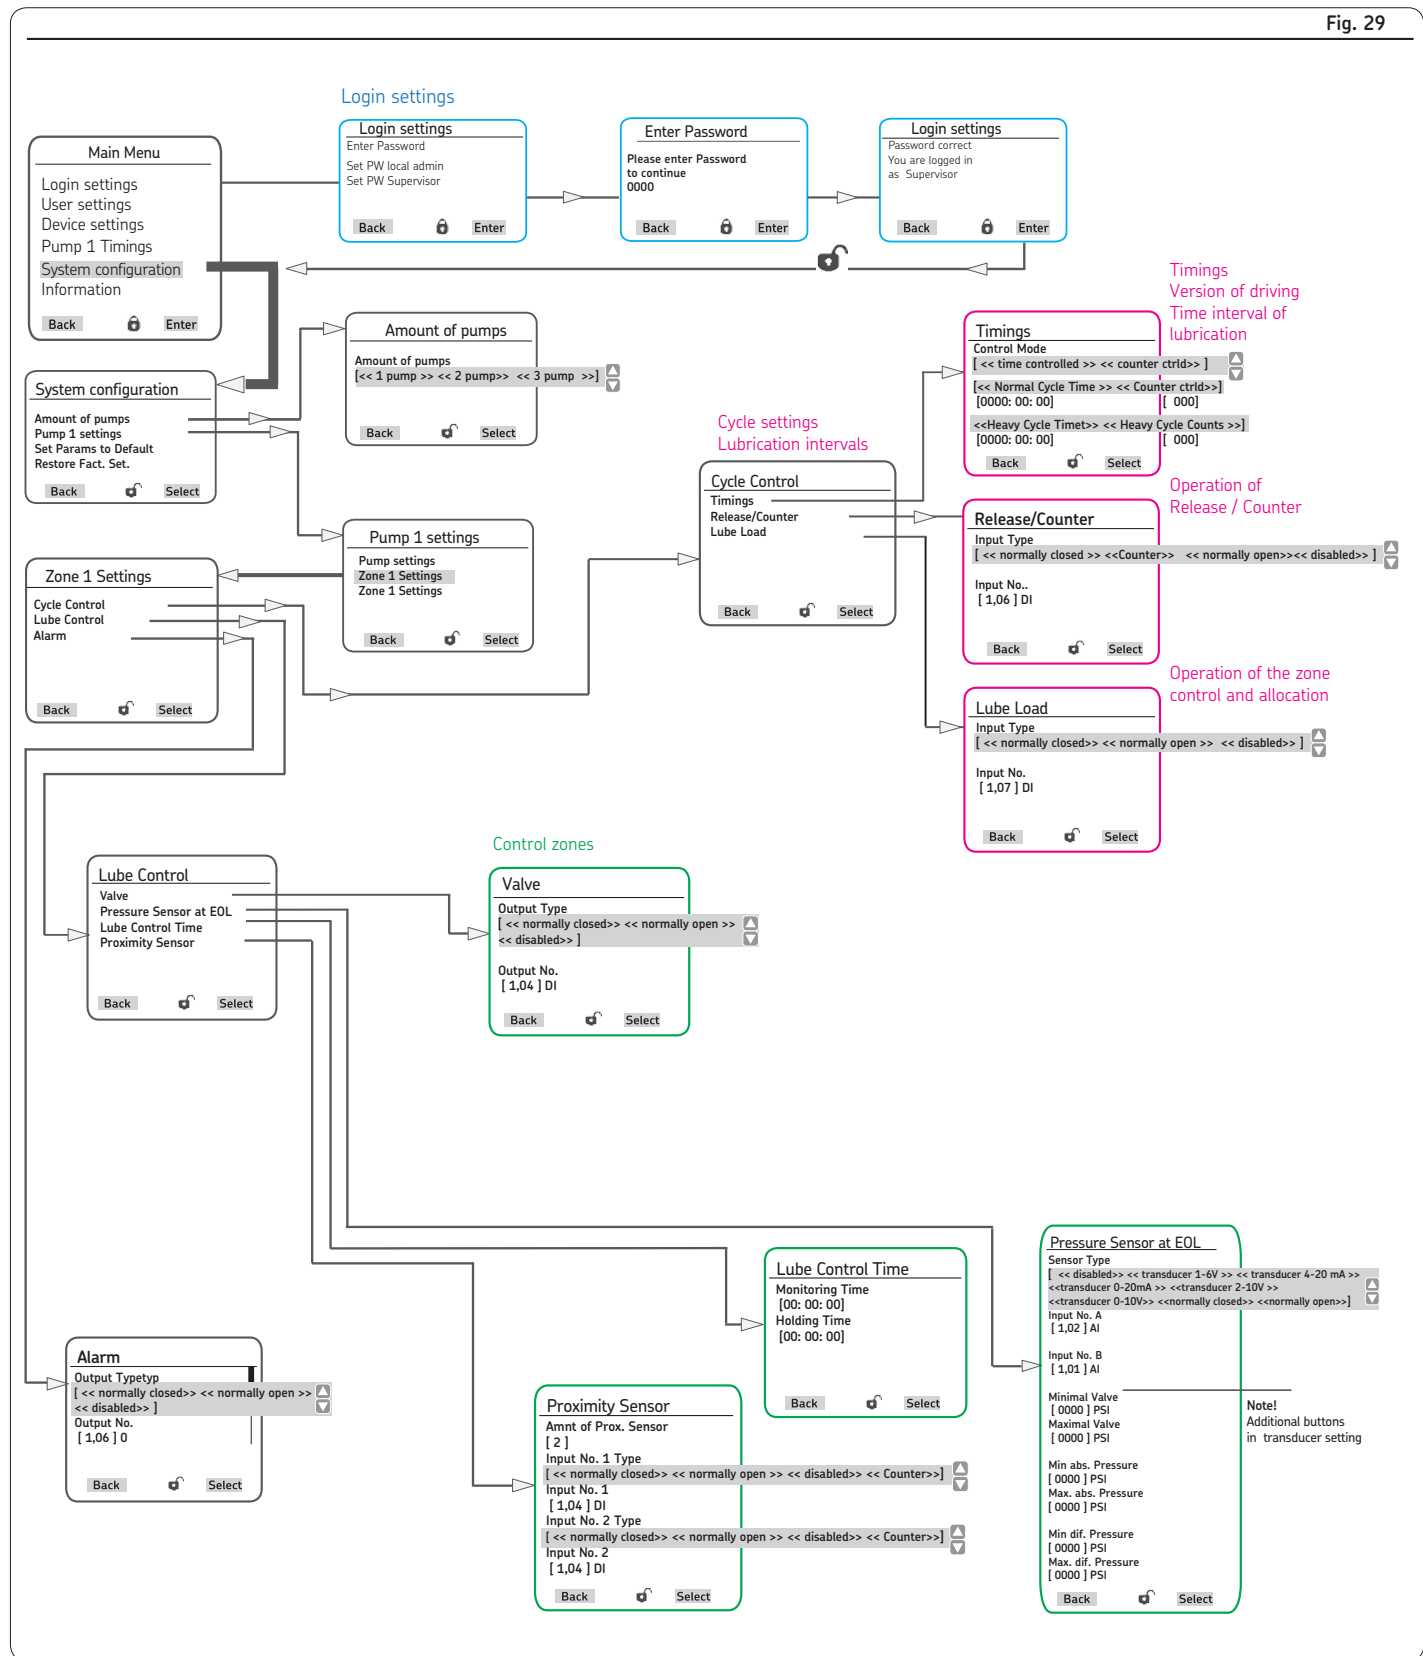 Fig. 29
Login settings
Main Menu
Login settings
User settings
Device settings
Pump 1 Timings
System configuration
Information
Back
Enter
Login settings
Enter Password
Set PW local admin
Set PW Supervisor
Back
Enter
Enter Password
Please enter Password
to continue
0000
Back
Enter
Login settings
Password correct
You are logged in
as Supervisor
Back
Enter
System configuration
Amount of pumps
Pump 1 settings
Set Params to Default
Restore Fact. Set.
Back
Select
Amount of pumps
Amount of pumps
[<< 1 pump >> << 2 pump>> << 3 pump >>]
Back
Select
Pump 1 settings
Pump settings
Zone 1 Settings
Zone 1 Settings
Back
Select
Zone 1 Settings
Cycle Control
Lube Control
Alarm
Back
Select
Cycle settings
Lubrication intervals
Cycle Control
Timings
Release/Counter
Lube Load
Back
Select
Timings
Version of driving
Time interval of
lubrication
Timings
Control Mode
[ << time controlled >> << counter ctrld>> ]
[<< Normal Cycle Time >> << Counter ctrld>>]
[0000: 00: 00] [ 000]
<<Heavy Cycle Timet>> << Heavy Cycle Counts >>]
[0000: 00: 00] [ 000]
Back
Select
Operation of
Release / Counter
Release/Counter
Input Type
[ << normally closed >> <<Counter>> << normally open>><< disabled>> ]
Input No..
[ 1,06 ] DI
Back
Select
Operation of the zone
control and allocation
Lube Load
Input Type
[ << normally closed>> << normally open >> << disabled>> ]
Input No.
[ 1,07 ] DI
Back
Select
Lube Control
Valve
Pressure Sensor at EOL
Lube Control Time
Proximity Sensor
Back
Select
Control zones
Valve
Output Type
[ << normally closed>> << normally open >>
<< disabled>> ]
Output No.
[ 1,04 ] DI
Back
Select
Alarm
Output Typetyp
[ << normally closed>> << normally open >>
<< disabled>> ]
Output No.
[ 1,06 ] 0
Back
Select
Proximity Sensor
Amnt of Prox. Sensor
[ 2 ]
Input No. 1 Type
[ << normally closed>> << normally open >> << disabled>> << Counter>>]
Input No. 1
[ 1,04 ] DI
Input No. 2 Type
[ << normally closed>> << normally open >> << disabled>> << Counter>>]
Input No. 2
[ 1,04 ] DI
Back
Select
Lube Control Time
Monitoring Time
[00: 00: 00]
Holding Time
[00: 00: 00]
Back
Select
Pressure Sensor at EOL
Sensor Type
[ << disabled>> << transducer 1-6V >> << transducer 4-20 mA >>
<<transducer 0-20mA >> <<transducer 2-10V >>
<<transducer 0-10V>> <<normally closed>> <<normally open>>]
Input No. A
[ 1,02 ] AI
Input No. B
[ 1,01 ] AI
Minimal Valve
[ 0000 ] PSI
Maximal Valve
[ 0000 ] PSI
Min abs. Pressure
[ 0000 ] PSI
Max. abs. Pressure
[ 0000 ] PSI
Min dif. Pressure
[ 0000 ] PSI
Max. dif. Pressure
[ 0000 ] PSI
Back
Select
Note!
Additional buttons
in transducer setting